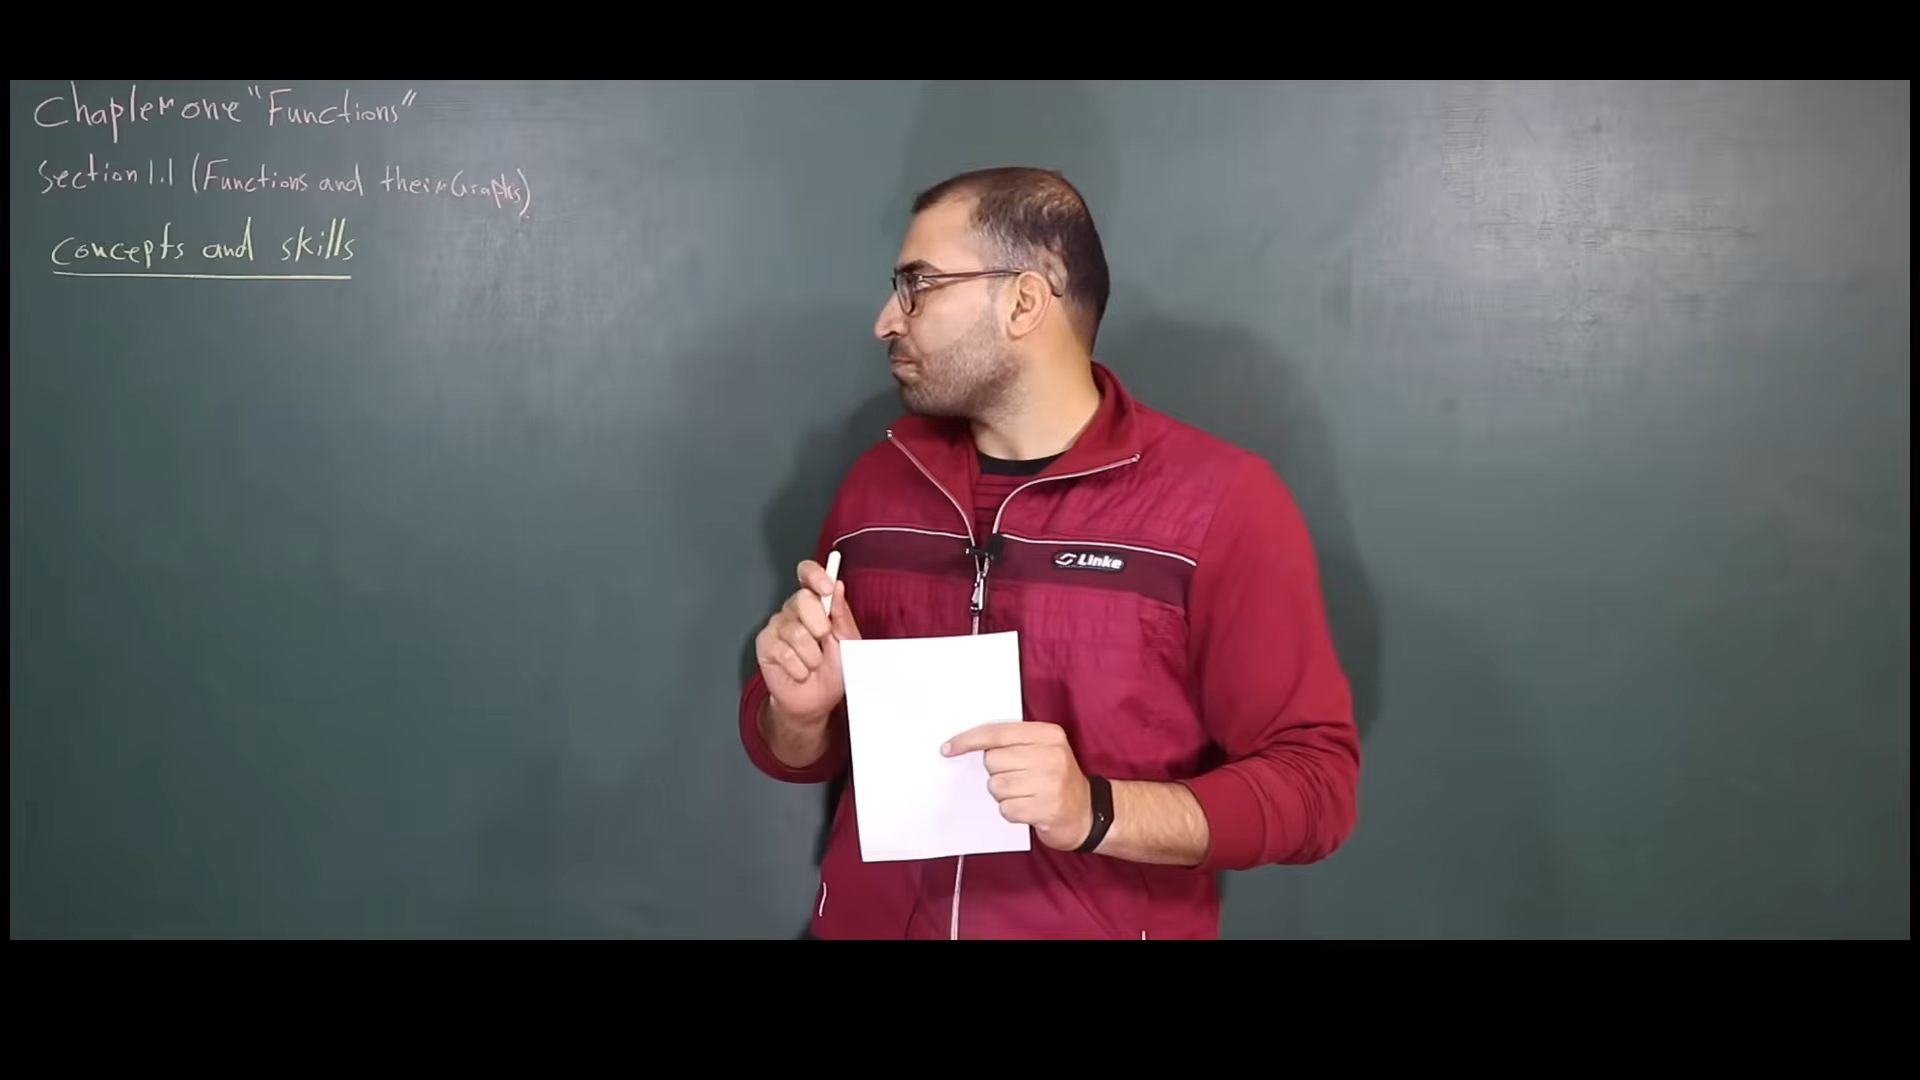 Chapter one "Functions"
Section 1.1 (Functions and their Graphs)
Concepts and skills
Linke